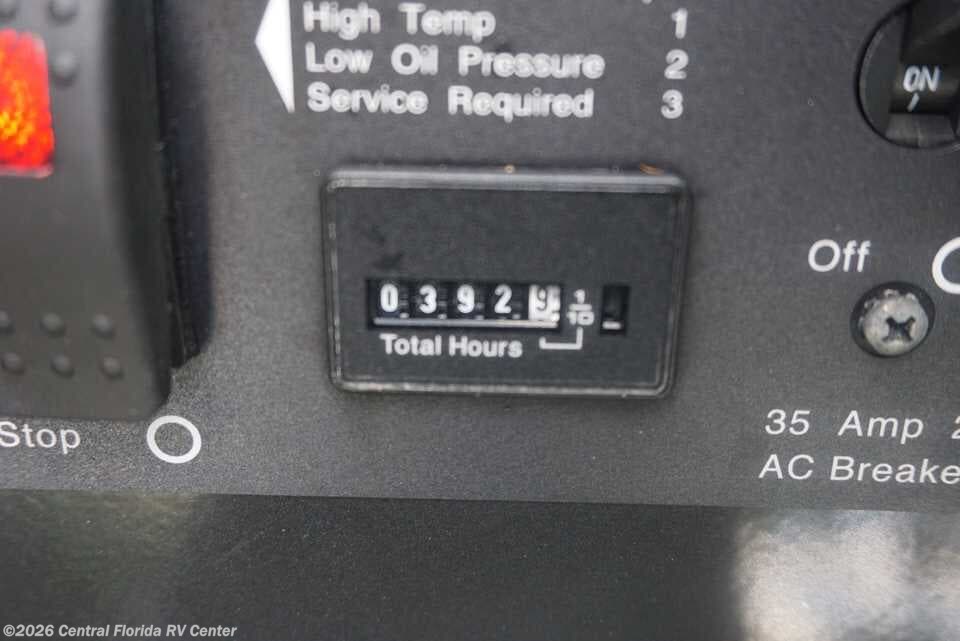 High Temp 1
Low Oil Pressure 2
Service Required 3
ON
0 3 9 2 9 1/10
Total Hours
Off
Stop
35 Amp
AC Breake
©2026 Central Florida RV Center